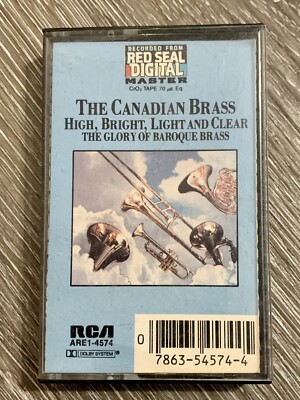 RECORDED FROM
RED SEAL
DIGITAL
MASTER
CrO₂ TAPE 70 µs Eq
THE CANADIAN BRASS
HIGH, BRIGHT, LIGHT AND CLEAR
THE GLORY OF BAROQUE BRASS
RCA
ARE1-4574
DOLBY SYSTEM
0
7863-54574-4